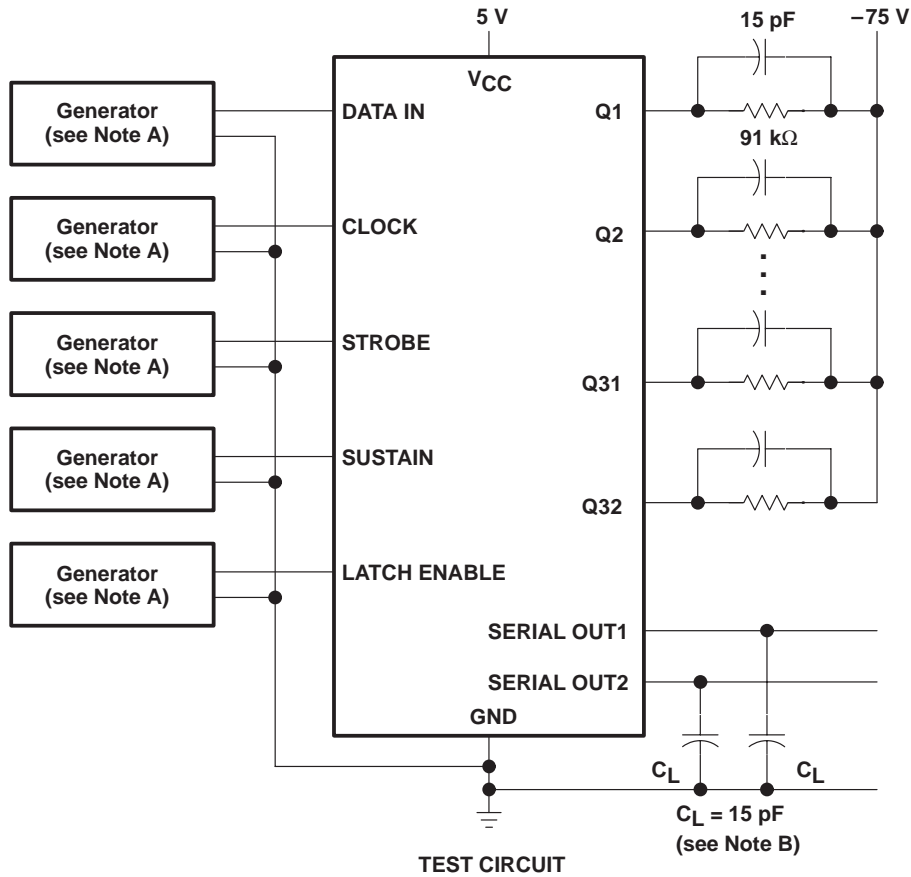 5 V
15 pF
–75 V
VCC
Generator
(see Note A)
DATA IN
Q1
91 kΩ
Generator
(see Note A)
CLOCK
Q2
Generator
(see Note A)
STROBE
Q31
Generator
(see Note A)
SUSTAIN
Q32
Generator
(see Note A)
LATCH ENABLE
SERIAL OUT1
SERIAL OUT2
GND
CL
CL
CL = 15 pF
(see Note B)
TEST CIRCUIT